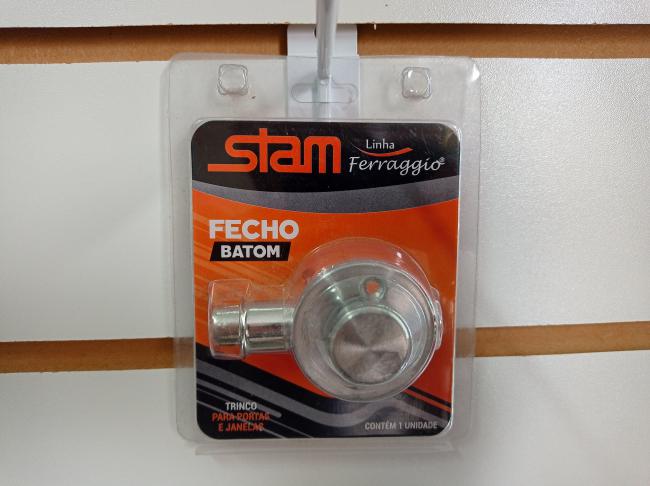 stam
Linha
Ferraggio®
FECHO
BATOM
TRINCO
PARA PORTAS
E JANELAS
CONTÉM 1 UNIDADE